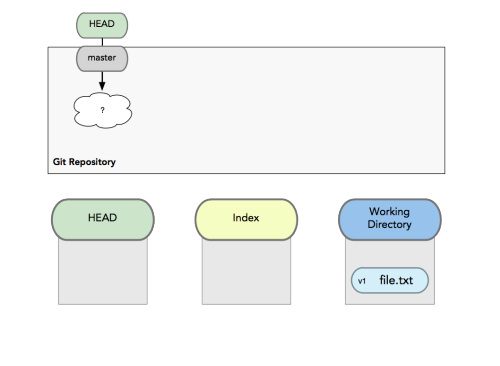 HEAD
master
?
Git Repository
HEAD
Index
Working
Directory
v1 file.txt